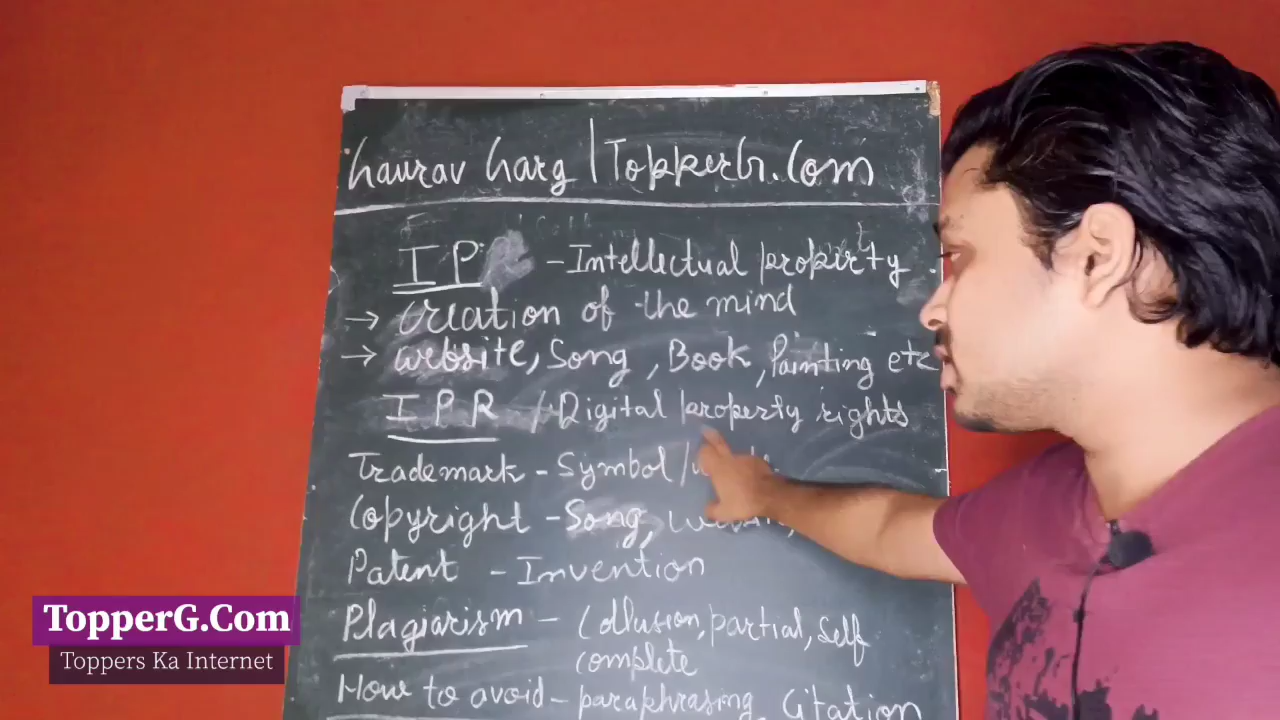 Gaurav Garg | TopperG.Com
IP - Intellectual property
→ Creation of the mind
→ website, Song, Book, Painting etc
IPR / Digital property rights
Trademark - Symbol /
Copyright - Song,
Patent - Invention
Plagiarism - Collusion, partial, Self
complete
How to avoid - paraphrasing, Citation
TopperG.Com
Toppers Ka Internet